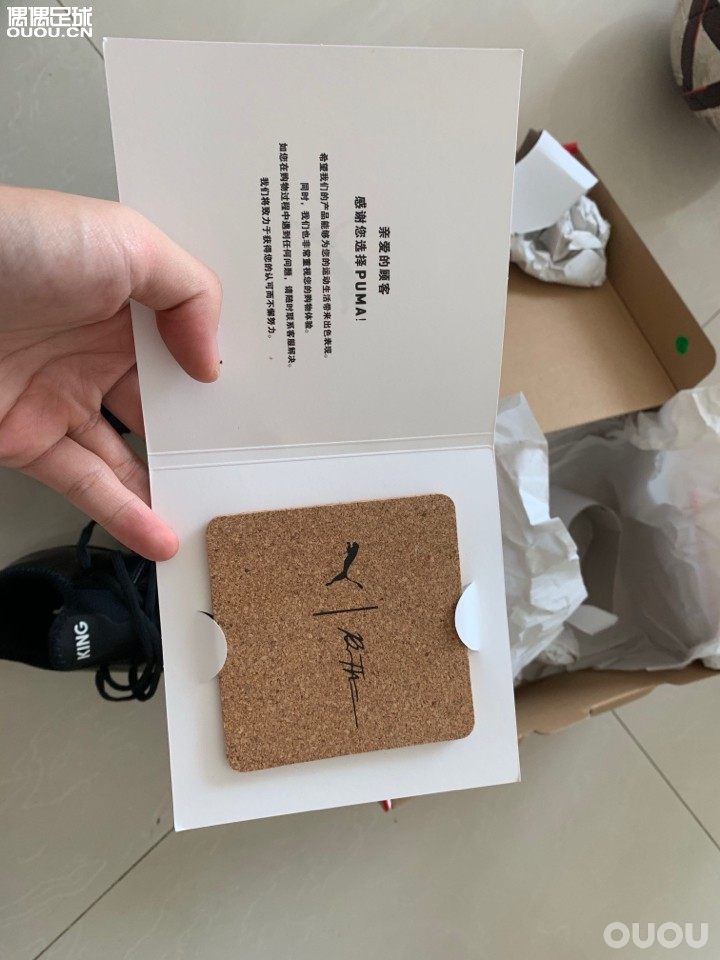 偶偶足球
OUOU.CN
亲爱的顾客
感谢您选择PUMA!
希望我们的产品能够为您的运动生活带来出色表现。
同时，我们也非常重视您的购物体验。
如您在购物过程中遇到任何问题，请随时联系客服解决。
我们将致力于获得您的认可而不懈努力。
KING
OUOU